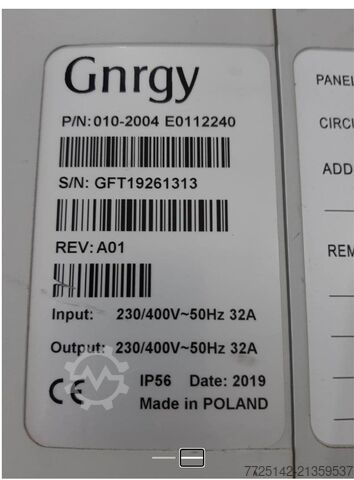 Gnrgy
P/N:010-2004 E0112240
S/N: GFT19261313
REV:A01
Input: 230/400V~50Hz 32A
Output: 230/400V~50Hz 32A
CE IP56 Date: 2019
Made in POLAND
PANEL
CIRCU
ADD
REM
7725142-21359537